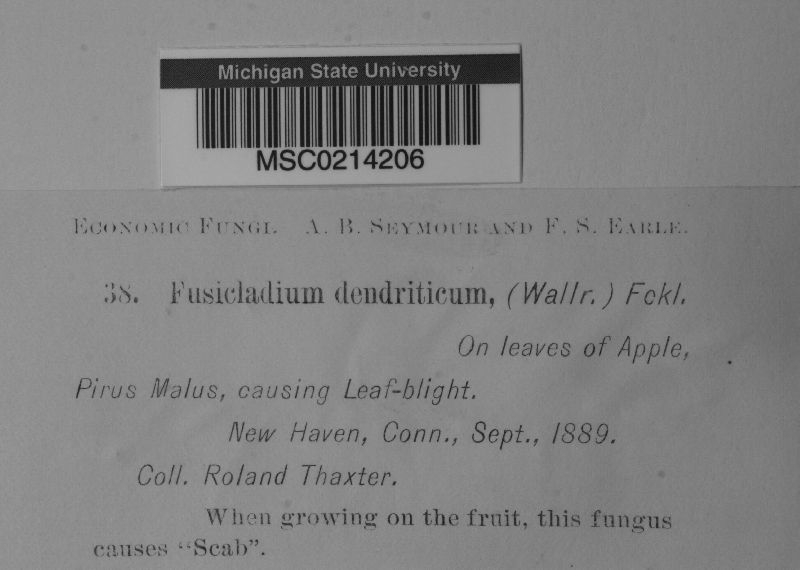 Michigan State University
MSC0214206
Economic Fungi. A. B. Seymour and F. S. Earle.
38. Fusicladium dendriticum, (Wallr.) Fckl.
On leaves of Apple,
Pirus Malus, causing Leaf-blight.
New Haven, Conn., Sept., 1889.
Coll. Roland Thaxter.
When growing on the fruit, this fungus
causes "Scab".